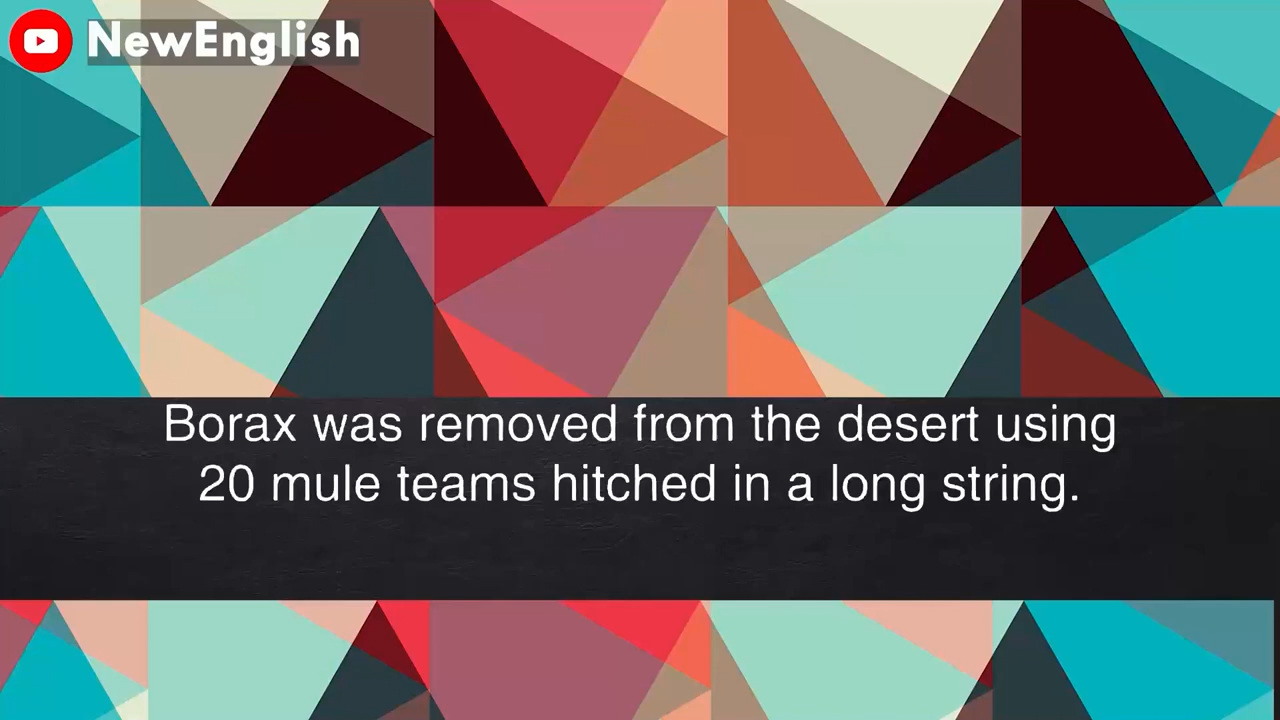 NewEnglish
Borax was removed from the desert using
20 mule teams hitched in a long string.